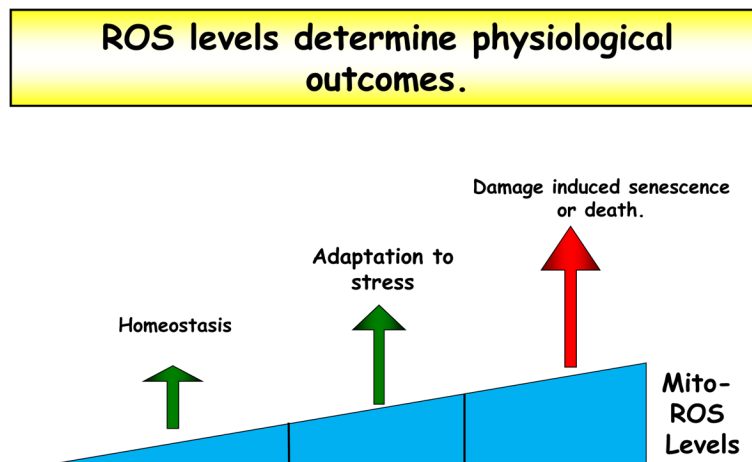 ROS levels determine physiological
outcomes.
Damage induced senescence
or death.
Adaptation to
stress
Homeostasis
Mito-
ROS
Levels